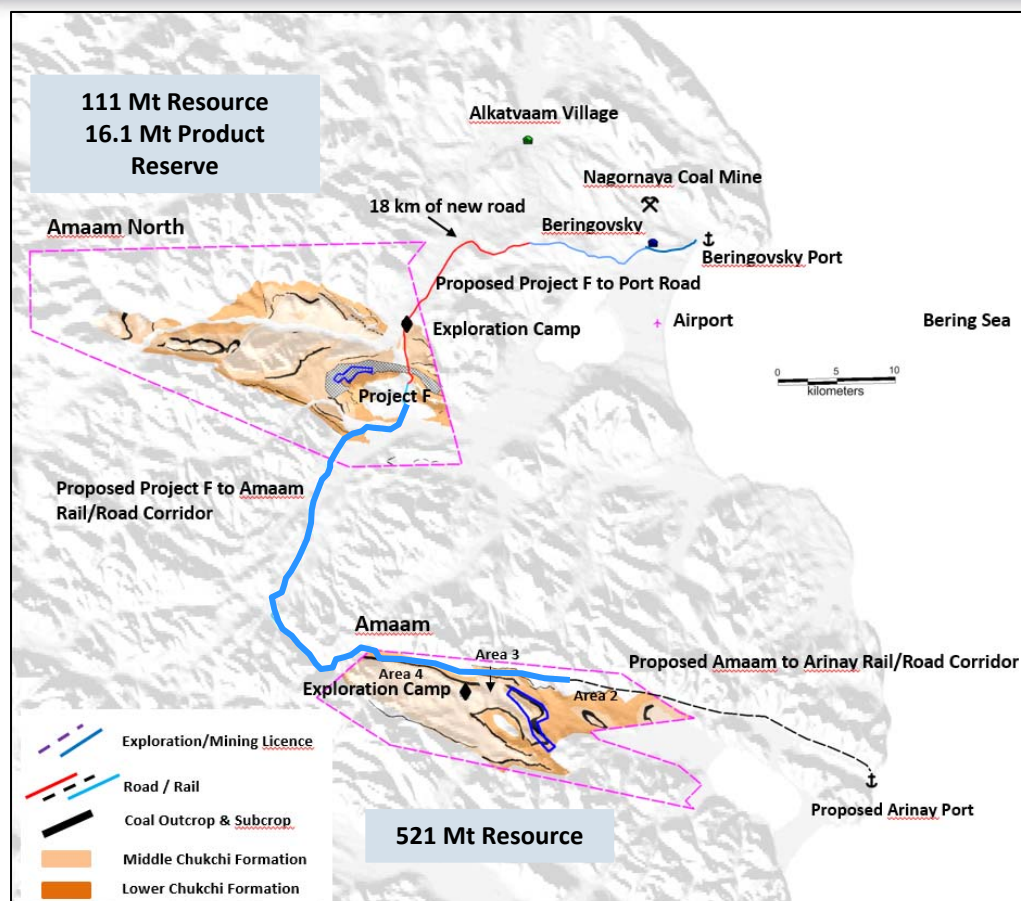 111 Mt Resource
16.1 Mt Product
Reserve
Alkatvaam Village
Nagornaya Coal Mine
18 km of new road
Beringovsky
Amaam North
Beringovsky Port
Proposed Project F to Port Road
Exploration Camp
Airport
Bering Sea
0 5 10
kilometers
Project F
Proposed Project F to Amaam
Rail/Road Corridor
Amaam
Area 3
Proposed Amaam to Arinay Rail/Road Corridor
Area 4
Exploration Camp
Area 2
Proposed Arinay Port
Exploration/Mining Licence
Road / Rail
Coal Outcrop & Subcrop
Middle Chukchi Formation
Lower Chukchi Formation
521 Mt Resource